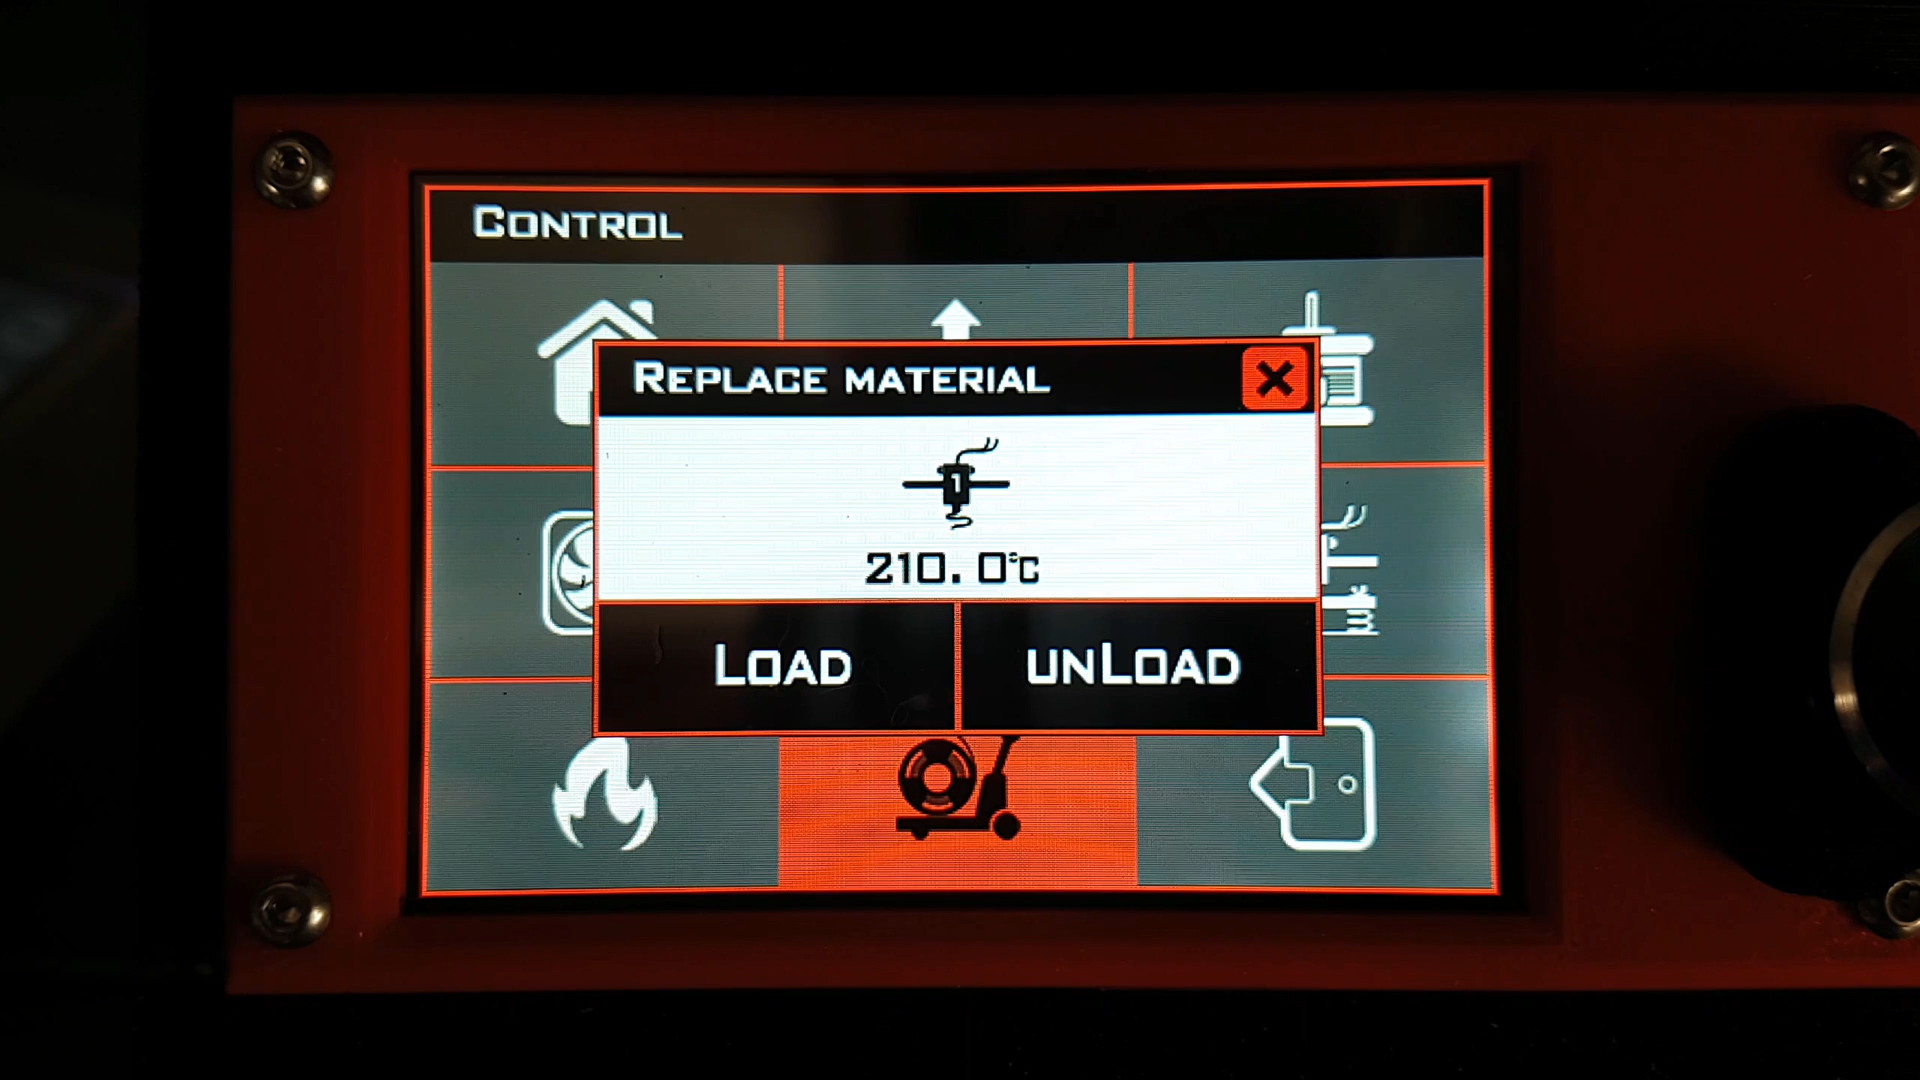 CONTROL
REPLACE MATERIAL
1
210.0°C
LOAD
UNLOAD